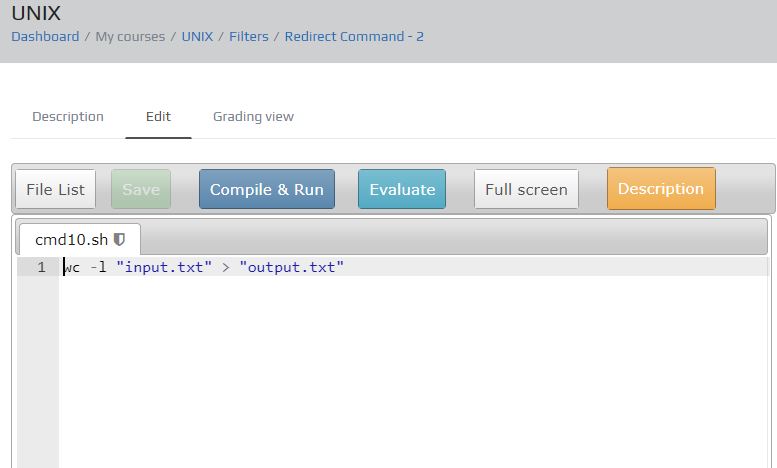 UNIX
Dashboard / My courses / UNIX / Filters / Redirect Command - 2
Description Edit Grading view
File List Save Compile & Run Evaluate Full screen Description
cmd10.sh
1 wc -l "input.txt" > "output.txt"